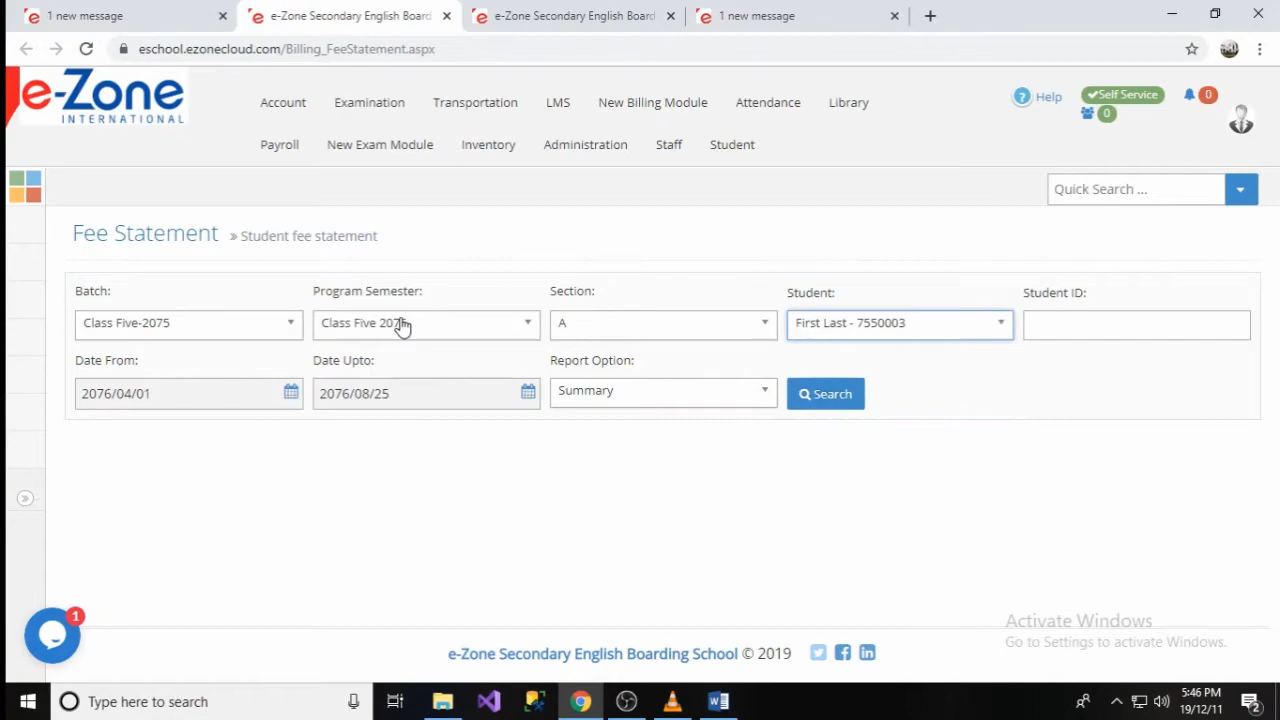 1 new message
e-Zone Secondary English Board
e-Zone Secondary English Board
1 new message
eschool.ezonecloud.com/Billing_FeeStatement.aspx
e-Zone
INTERNATIONAL
Account Examination Transportation LMS New Billing Module Attendance Library
Payroll New Exam Module Inventory Administration Staff Student
Help
Self Service
0
0
Quick Search ...
Fee Statement » Student fee statement
Batch: Program Semester: Section: Student: Student ID:
Class Five-2075 Class Five A First Last - 7550003
Date From: Date Upto: Report Option:
2076/04/01 2076/08/25 Summary Search
1
Activate Windows
Go to Settings to activate Windows.
e-Zone Secondary English Boarding School © 2019
Type here to search
5:46 PM
19/12/11
2